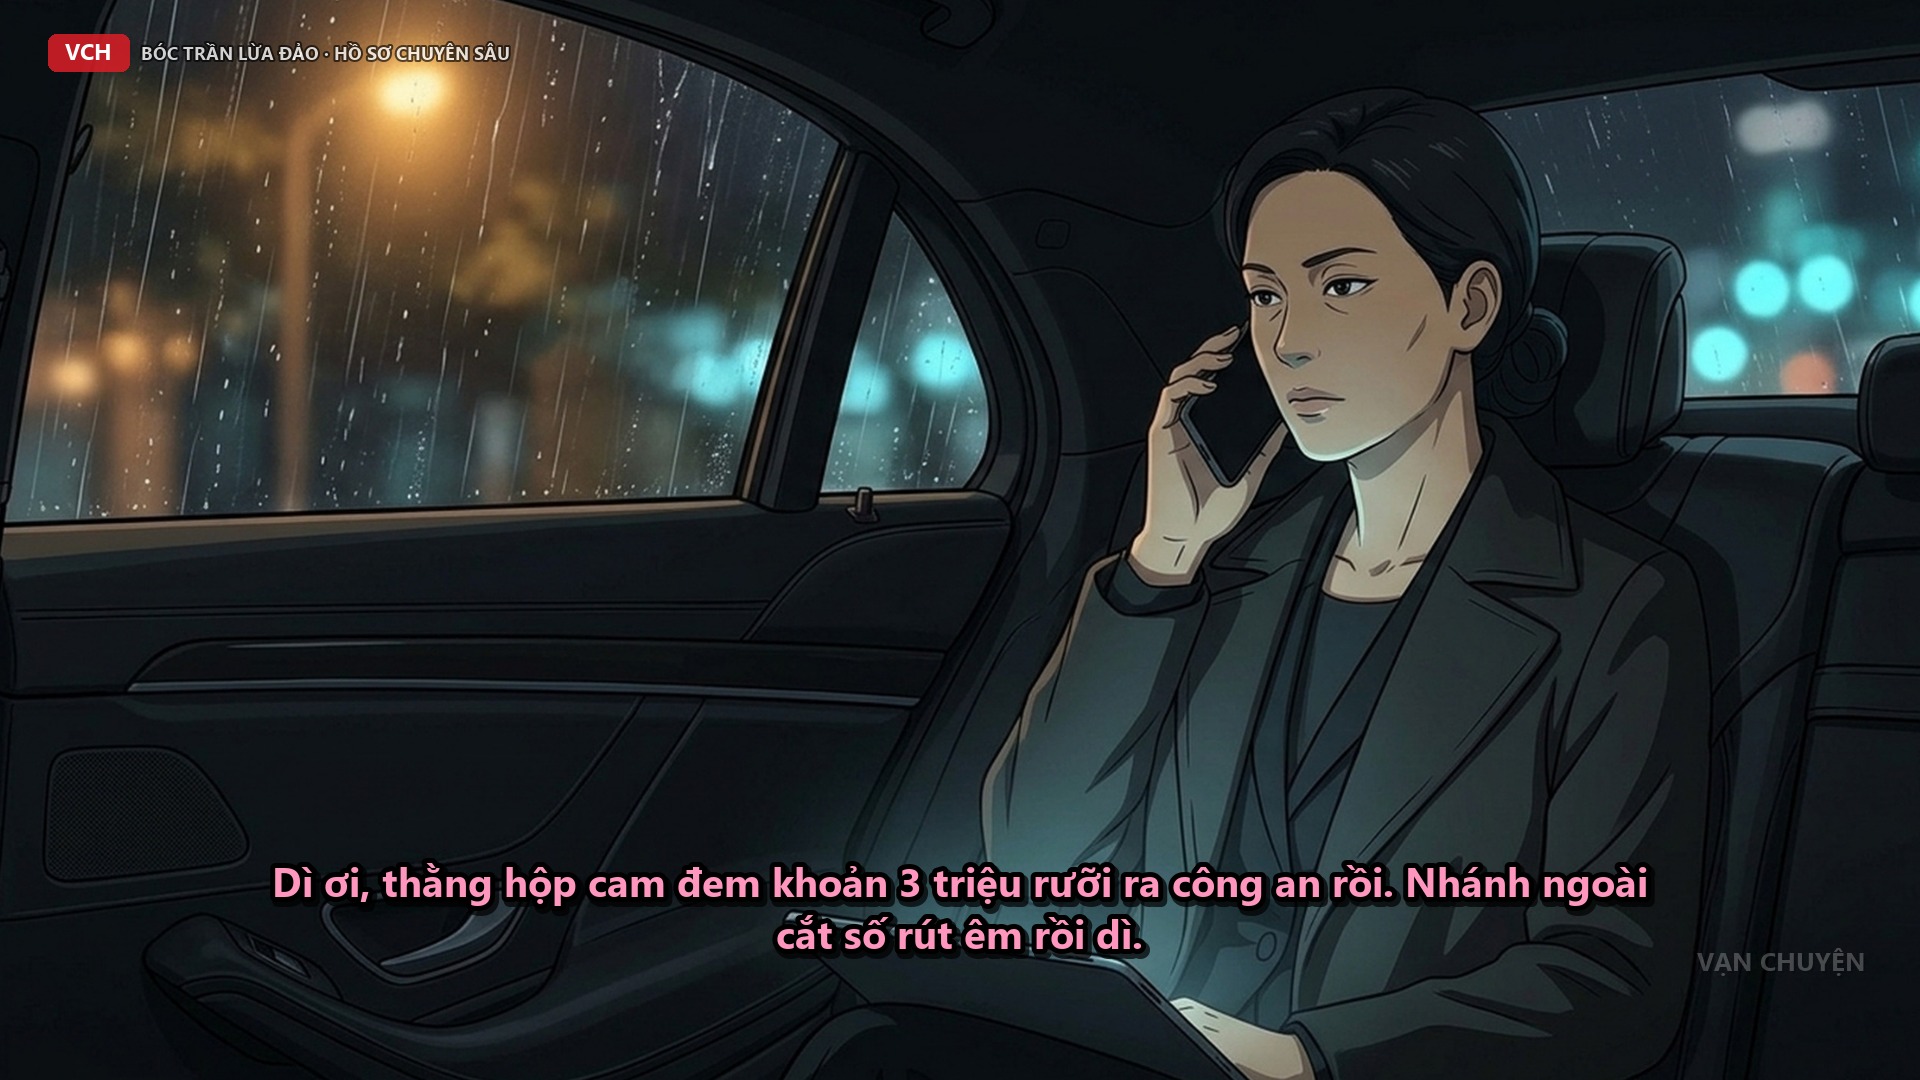 VCH BÓC TRẦN LỪA ĐẢO · HỒ SƠ CHUYÊN SÂU
Dì ơi, thằng hộp cam đem khoản 3 triệu rưỡi ra công an rồi. Nhánh ngoài
cắt số rút êm rồi dì.
VẠN CHUYỆN